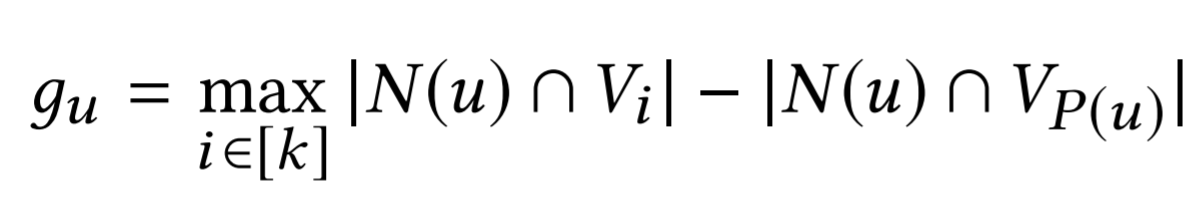 g_u = max_{i∈[k]} |N(u) ∩ V_i| − |N(u) ∩ V_{P(u)}|